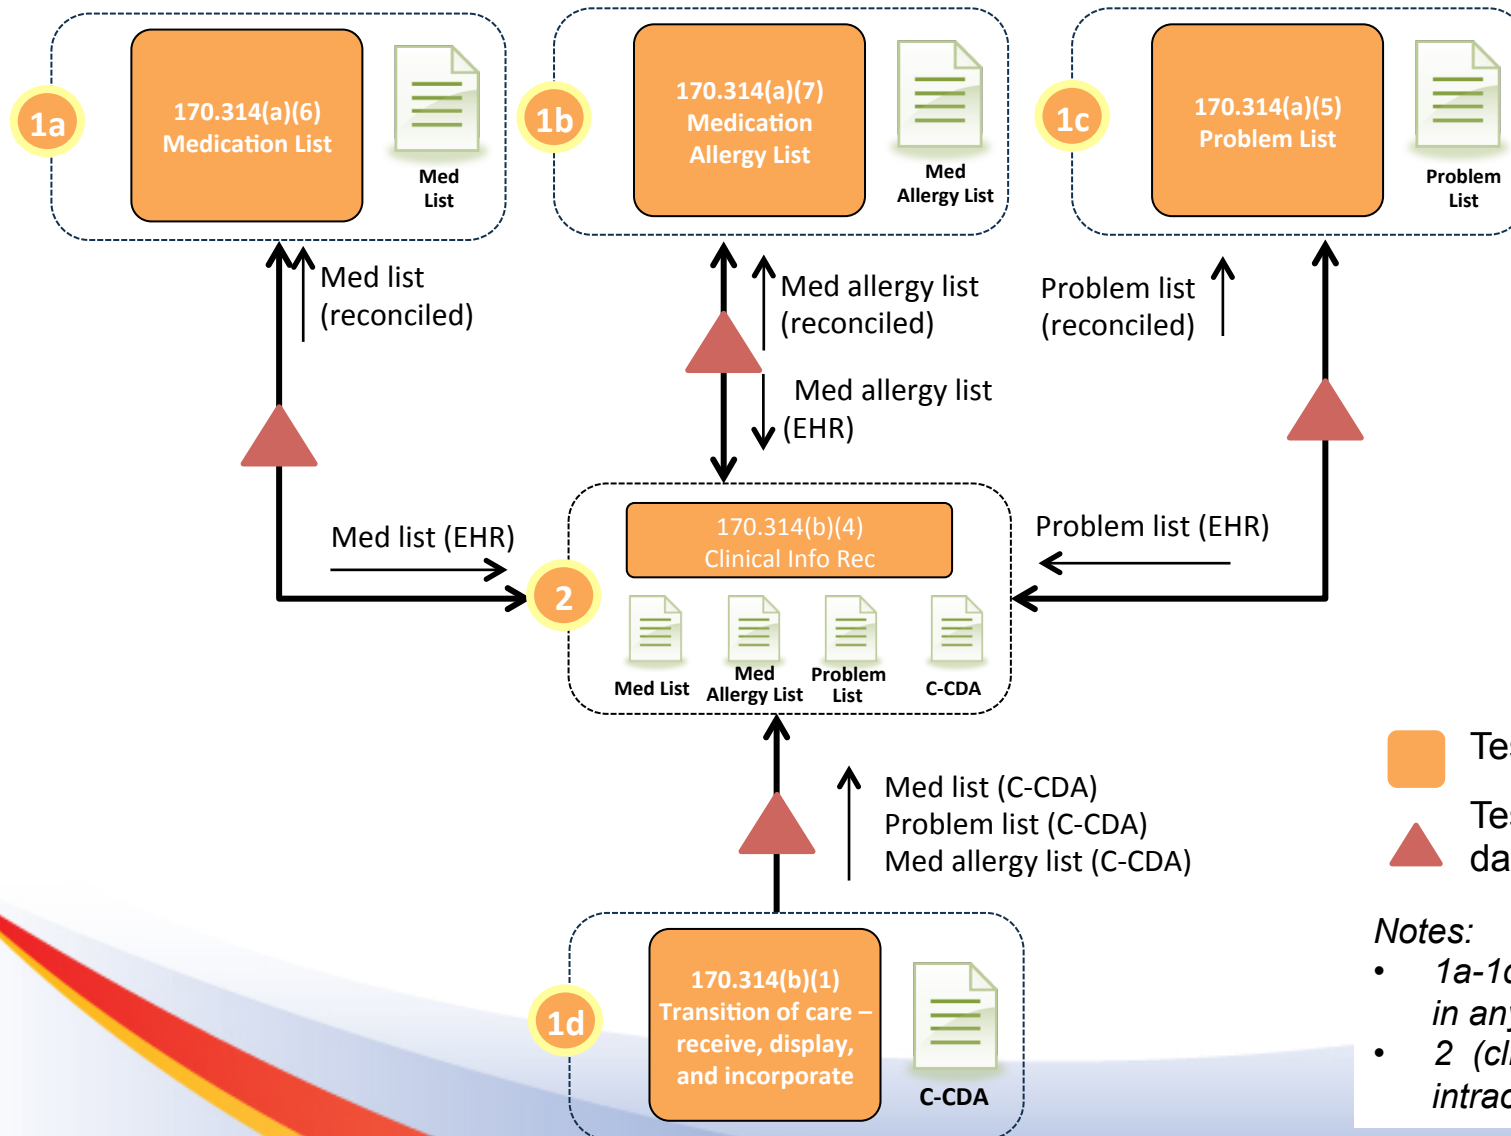 1a
170.314(a)(6)
Medication List
Med
List
1b
170.314(a)(7)
Medication
Allergy List
Med
Allergy List
1c
170.314(a)(5)
Problem List
Problem
List
Med list
(reconciled)
Med allergy list
(reconciled)
Med allergy list
(EHR)
Problem list
(reconciled)
Med list (EHR)
Problem list (EHR)
2
170.314(b)(4)
Clinical Info Rec
Med List
Med
Allergy List
Problem
List
C-CDA
Med list (C-CDA)
Problem list (C-CDA)
Med allergy list (C-CDA)
1d
170.314(b)(1)
Transition of care –
receive, display,
and incorporate
C-CDA
Notes:
•
in
• 2